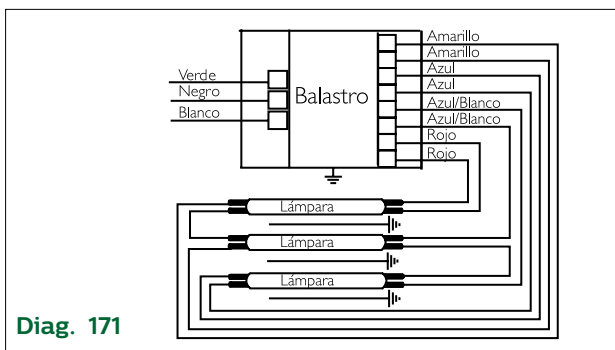 Amarillo
Amarillo
Azul
Azul
Azul/Blanco
Azul/Blanco
Rojo
Rojo
Verde
Negro
Blanco
Balastro
Lámpara
Lámpara
Lámpara
Diag. 171